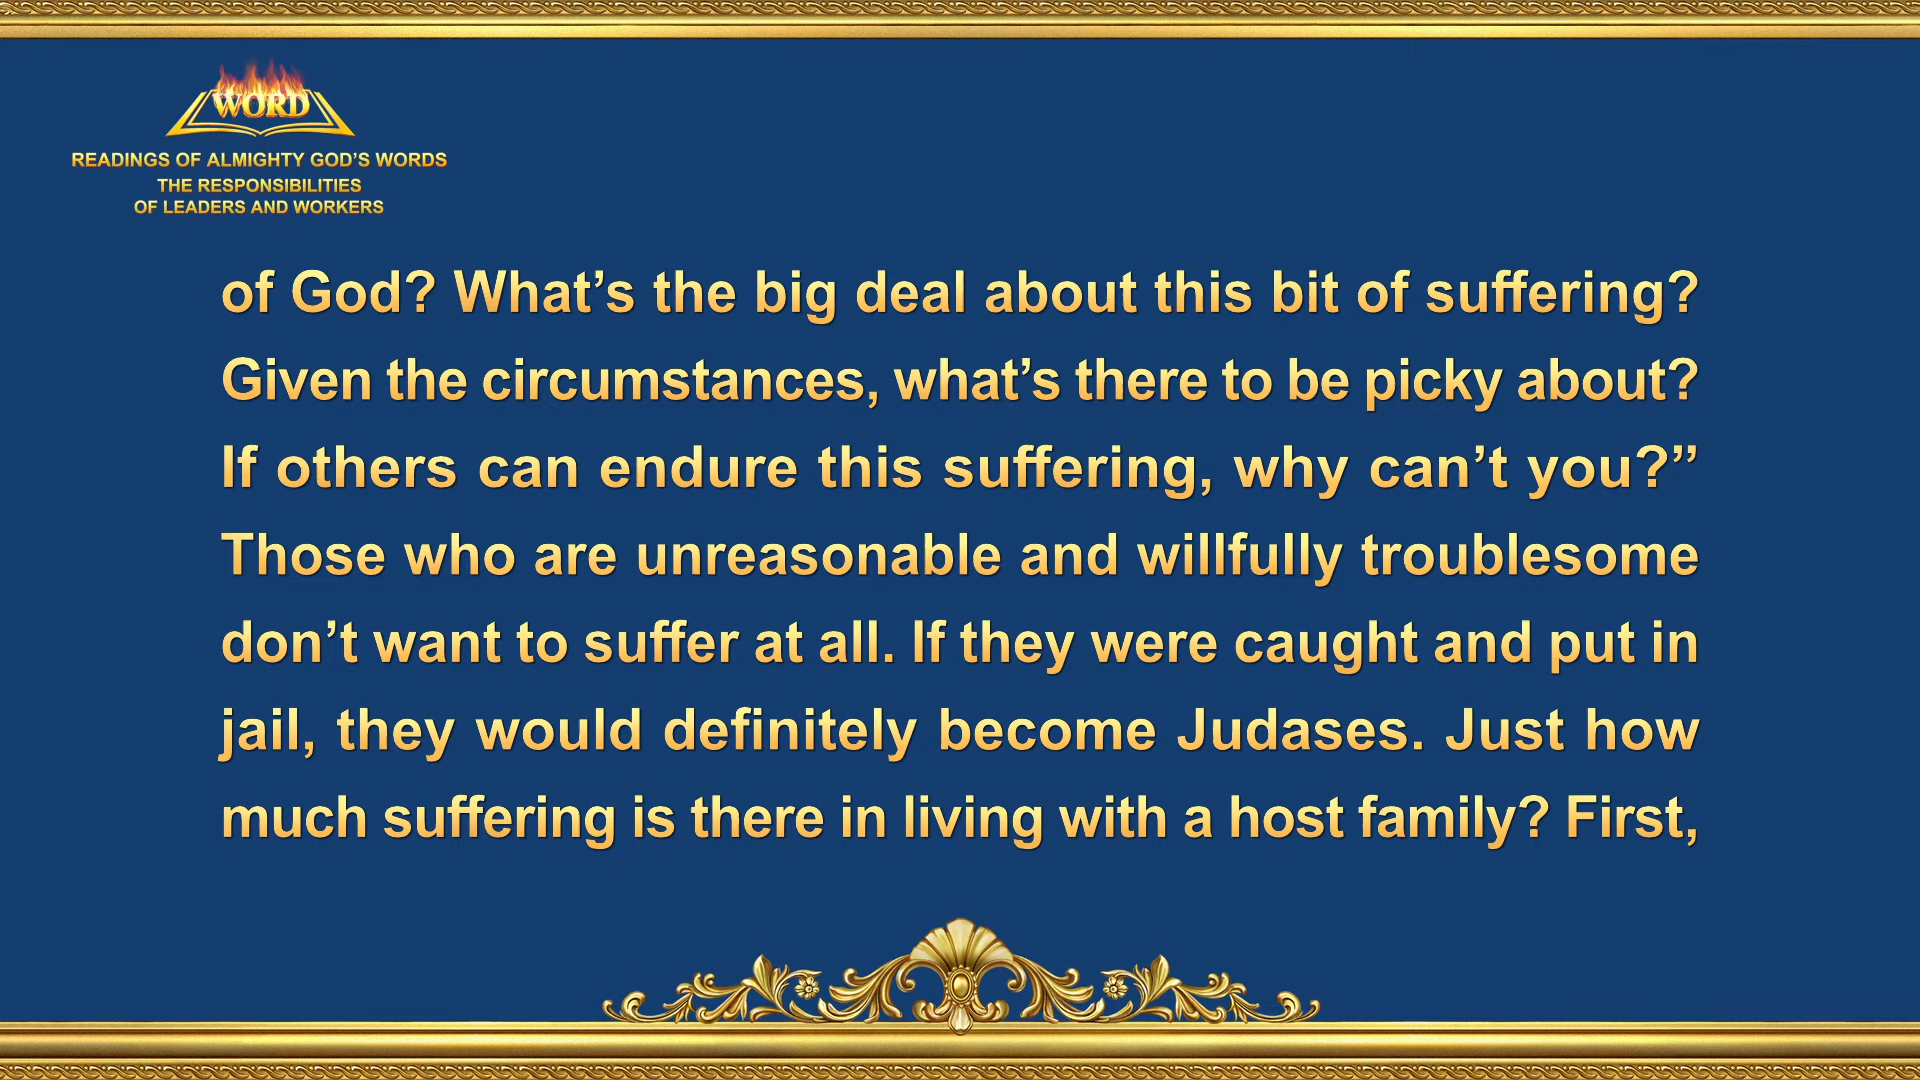 WORD
READINGS OF ALMIGHTY GOD’S WORDS
THE RESPONSIBILITIES
OF LEADERS AND WORKERS
of God? What’s the big deal about this bit of suffering?
Given the circumstances, what’s there to be picky about?
If others can endure this suffering, why can’t you?”
Those who are unreasonable and willfully troublesome
don’t want to suffer at all. If they were caught and put in
jail, they would definitely become Judases. Just how
much suffering is there in living with a host family? First,